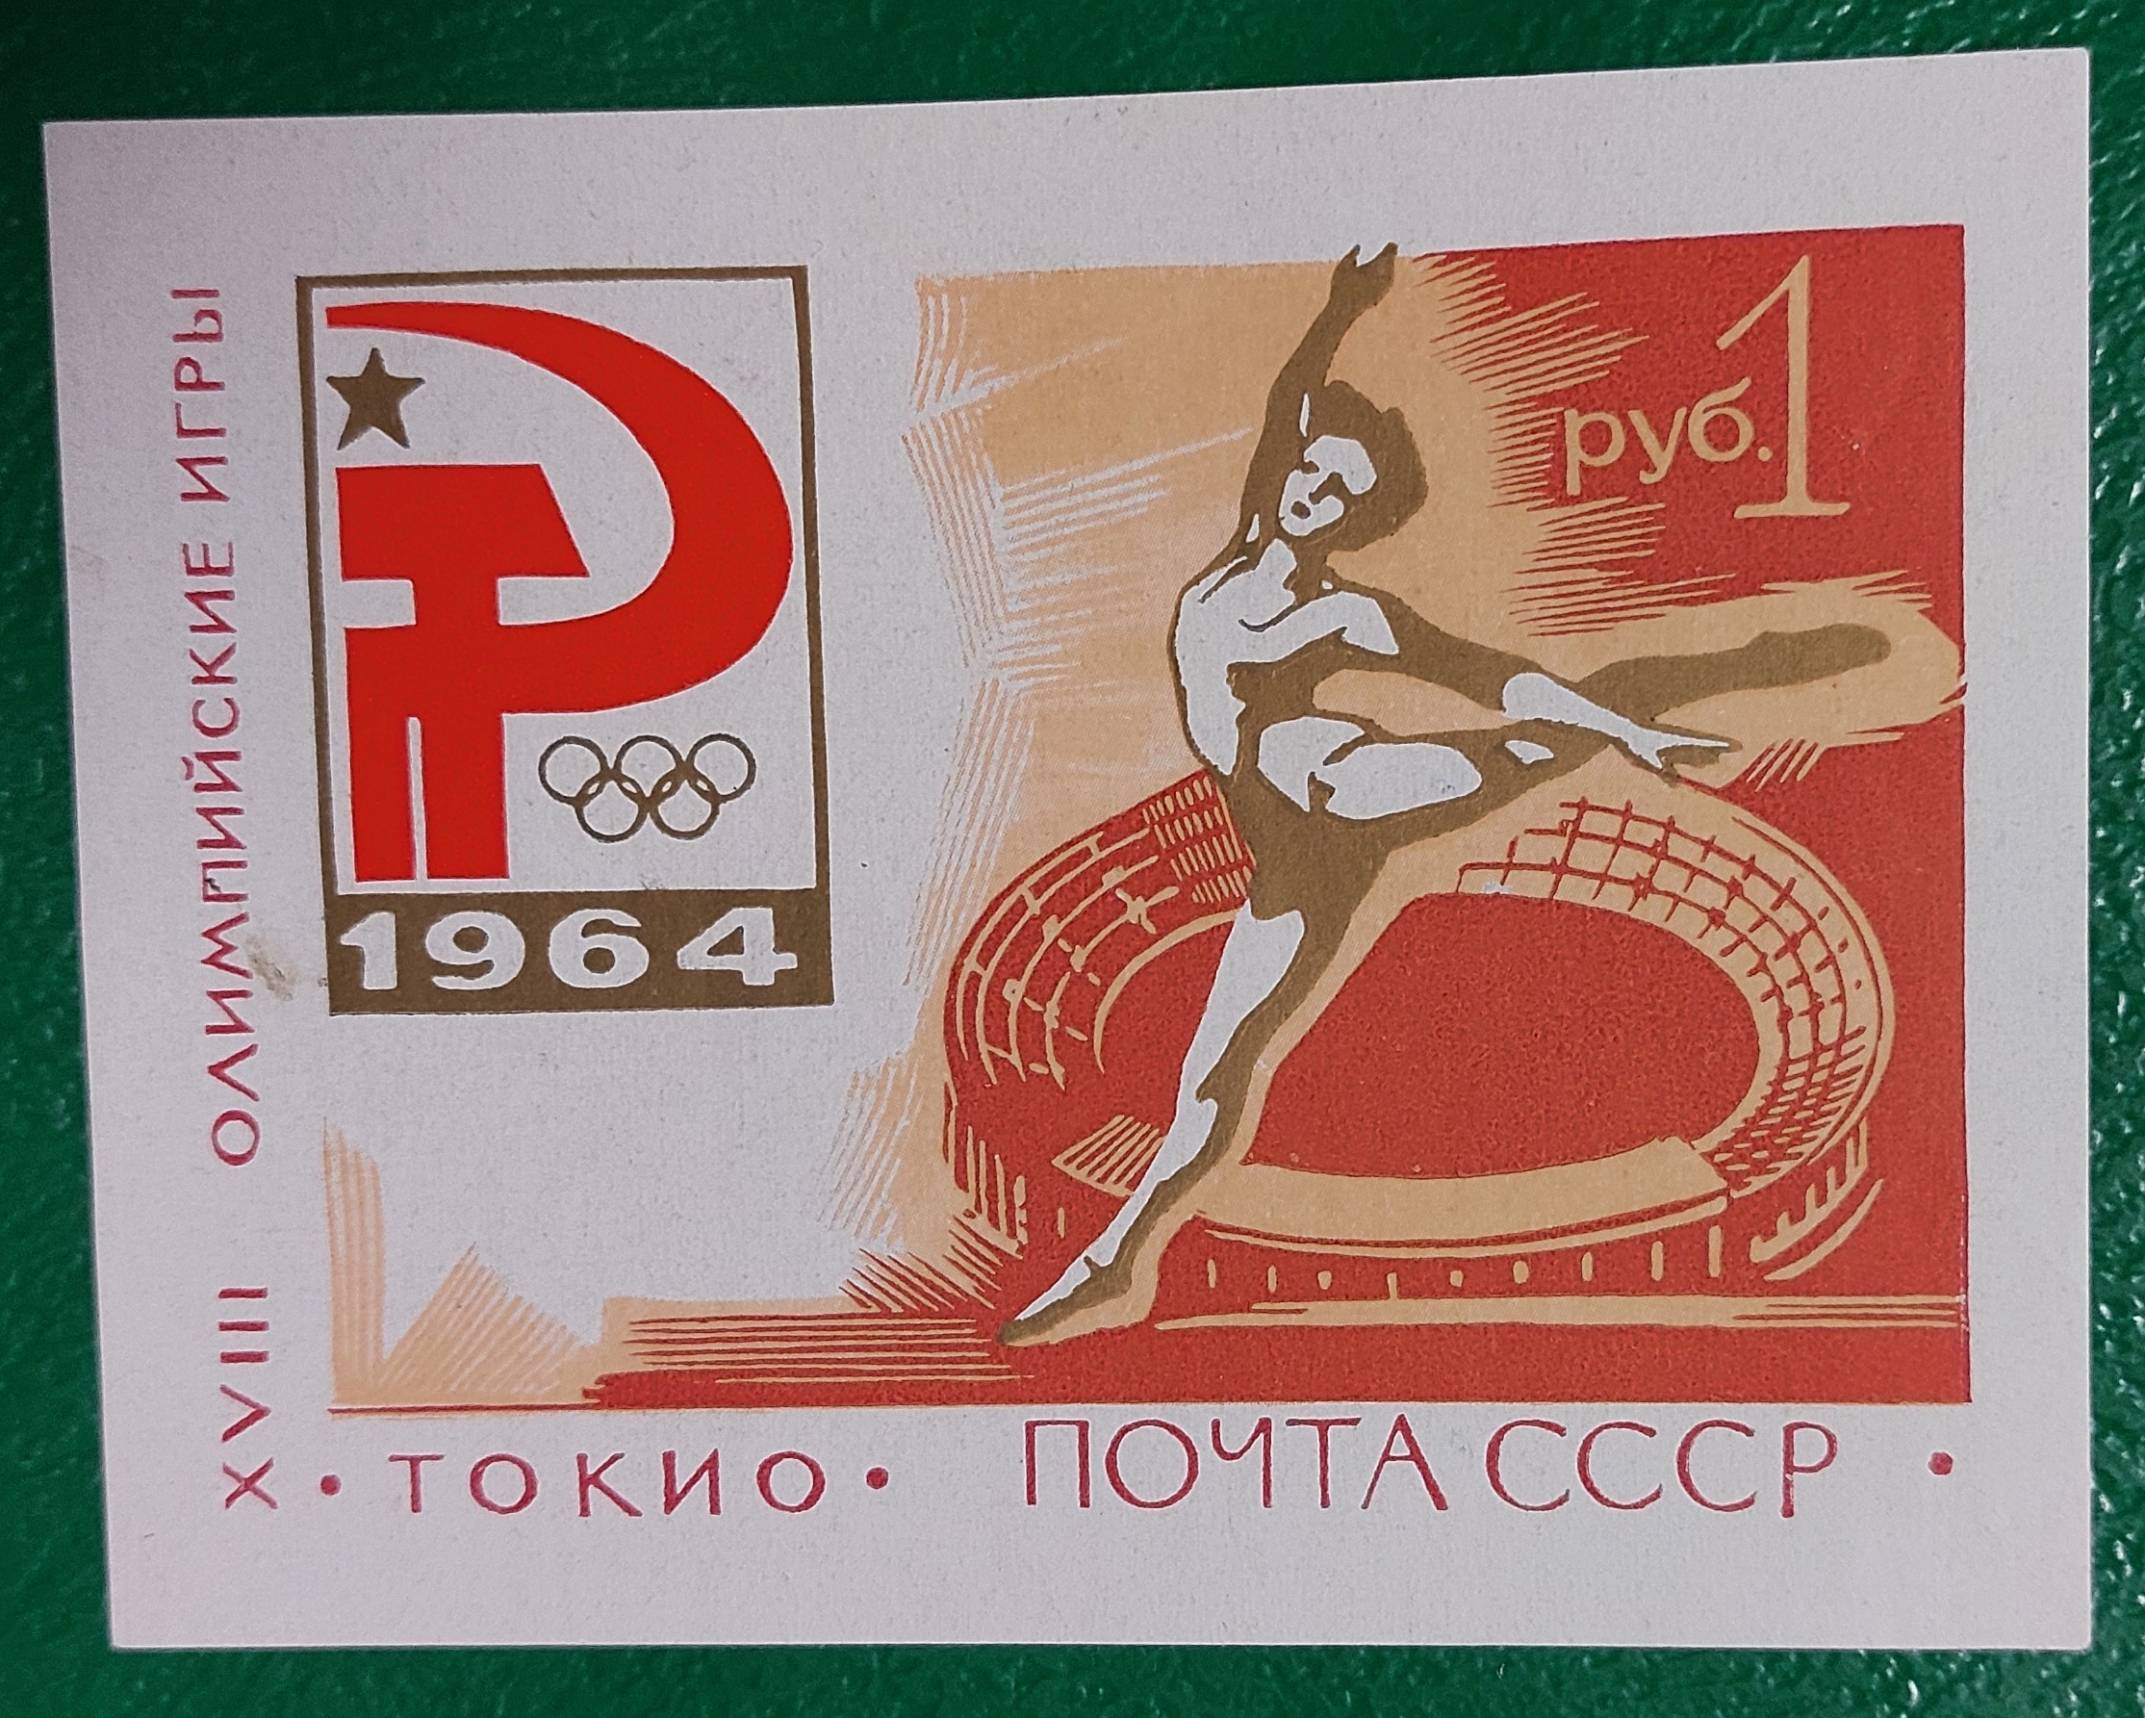 XVIII ОЛИМПИЙСКИЕ ИГРЫ
1964
руб. 1
• ТОКИО • ПОЧТА СССР •